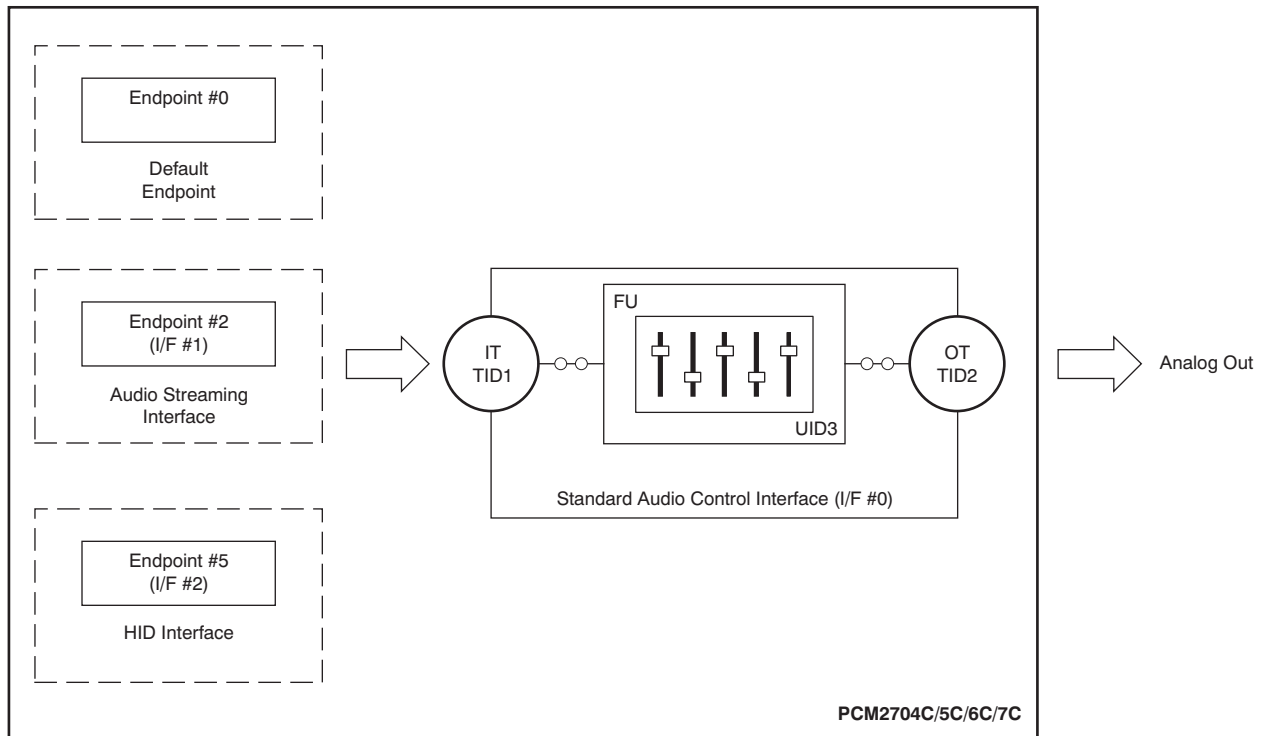 Endpoint #0
Default
Endpoint
Endpoint #2
(I/F #1)
Audio Streaming
Interface
Endpoint #5
(I/F #2)
HID Interface
IT
TID1
FU
UID3
OT
TID2
Standard Audio Control Interface (I/F #0)
Analog Out
PCM2704C/5C/6C/7C